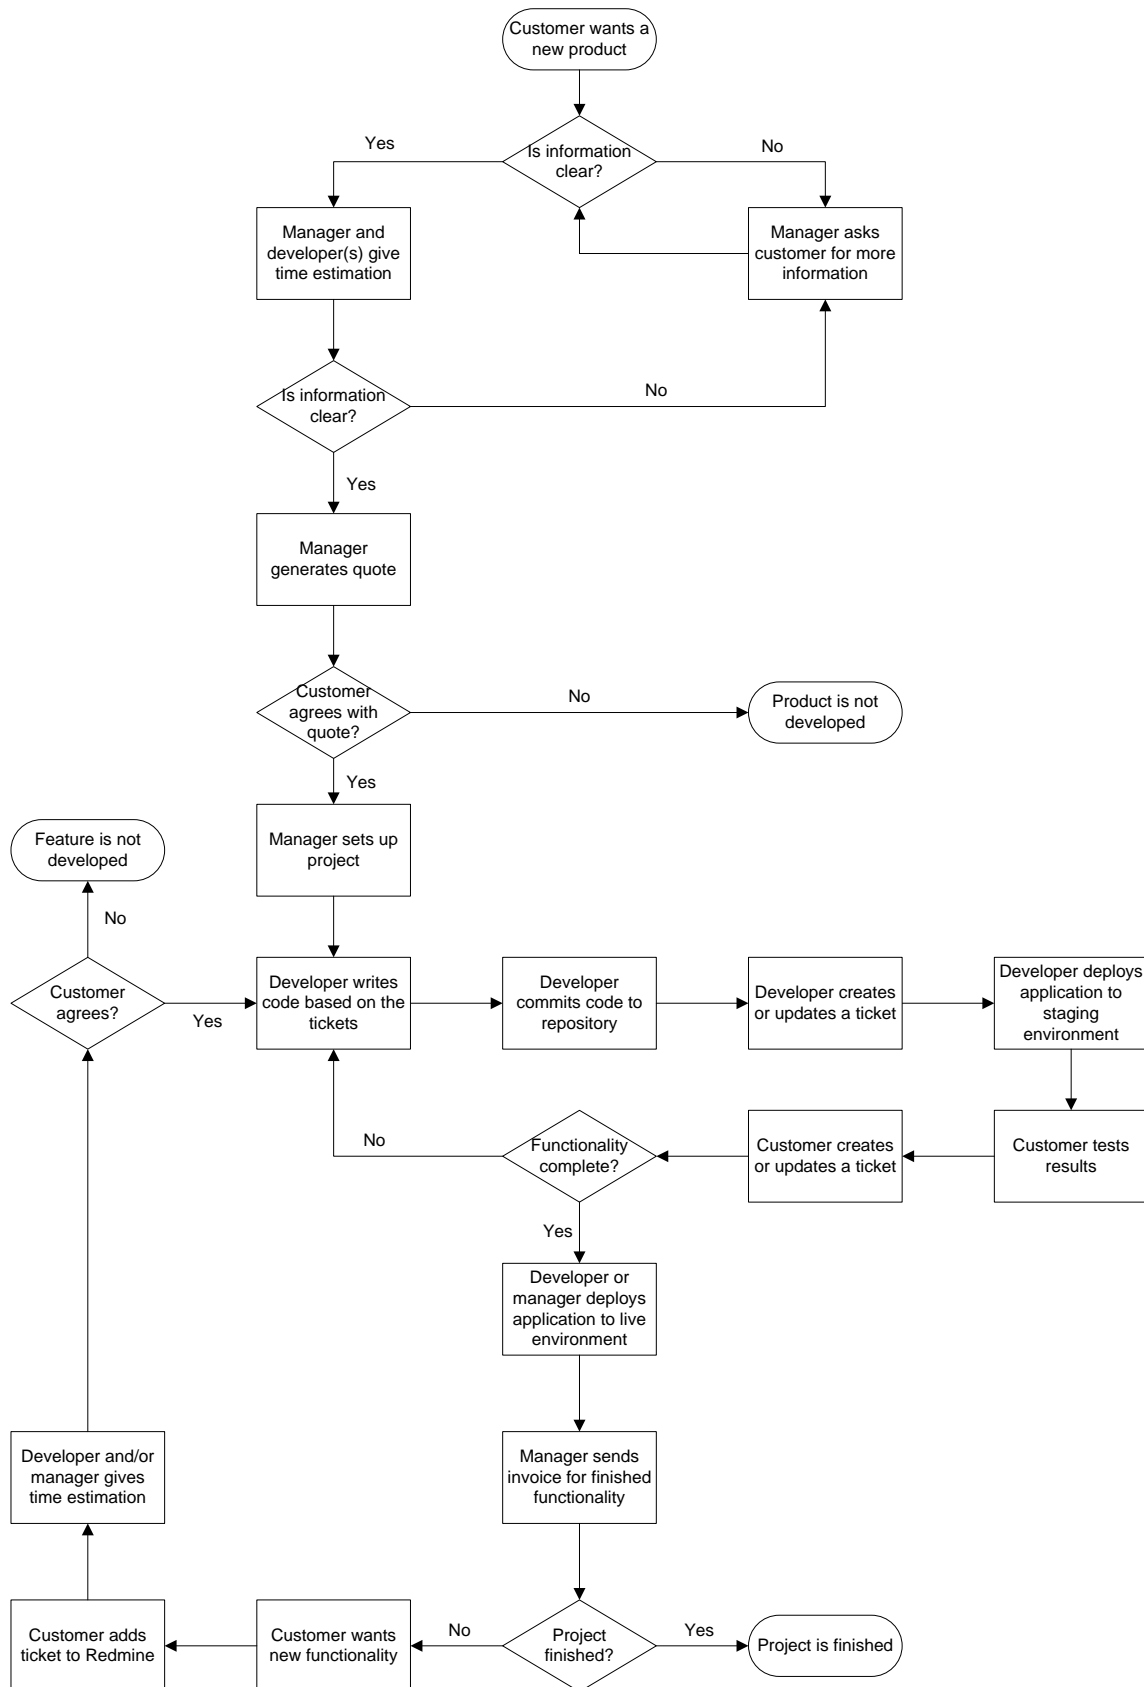 Customer wants a
new product
Is information
clear?
Yes
No
Manager and
developer(s) give
time estimation
Manager asks
customer for more
information
Is information
clear?
No
Yes
Manager
generates quote
Customer
agrees with
quote?
No
Product is not
developed
Yes
Manager sets up
project
Feature is not
developed
No
Customer
agrees?
Yes
Developer writes
code based on the
tickets
Developer
commits code to
repository
Developer creates
or updates a ticket
Developer deploys
application to
staging
environment
Customer tests
results
Customer creates
or updates a ticket
Functionality
complete?
No
Yes
Developer or
manager deploys
application to live
environment
Manager sends
invoice for finished
functionality
Project
finished?
Yes
Project is finished
No
Customer wants
new functionality
Customer adds
ticket to Redmine
Developer and/or
manager gives
time estimation